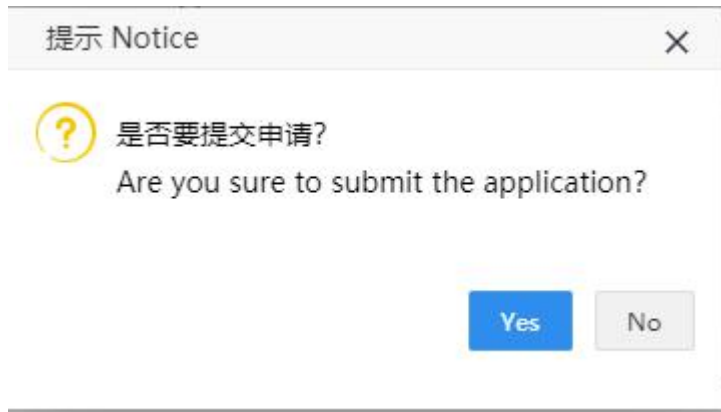 提示 Notice
是否要提交申请?
Are you sure to submit the application?
Yes No